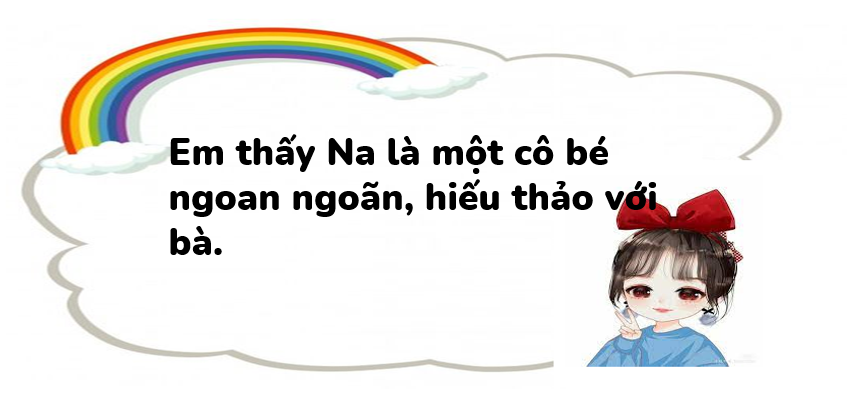 Em thấy Na là một cô bé
ngoan ngoãn, hiếu thảo với
bà.